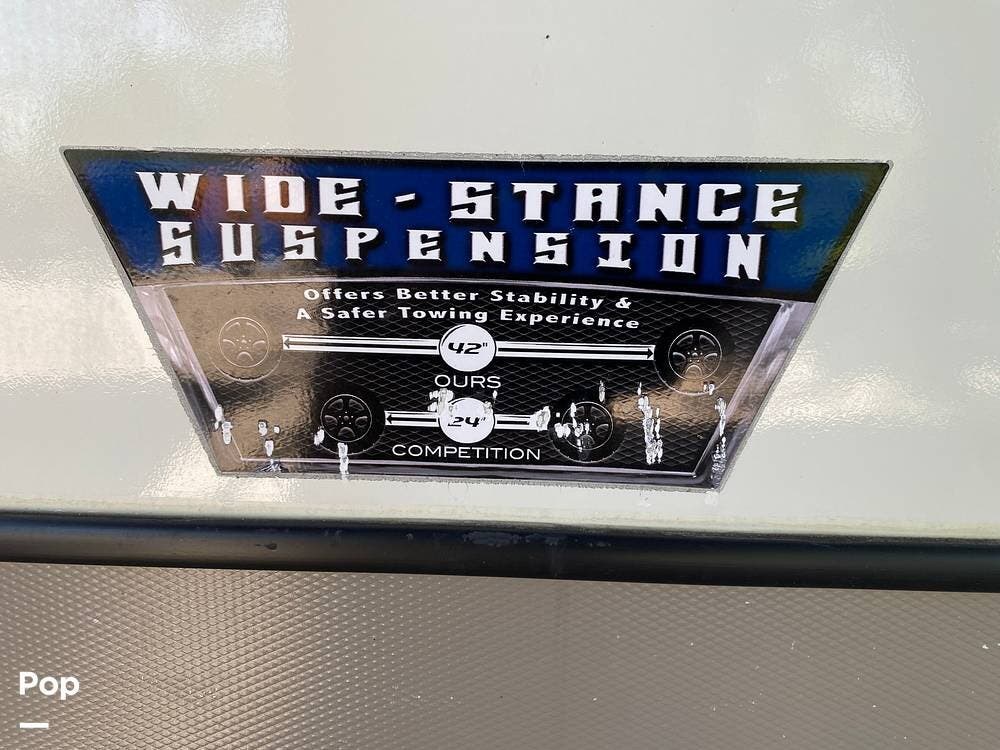 WIDE - STANCE
SUSPENSION
Offers Better Stability &
A Safer Towing Experience
42"
OURS
24"
COMPETITION
Pop